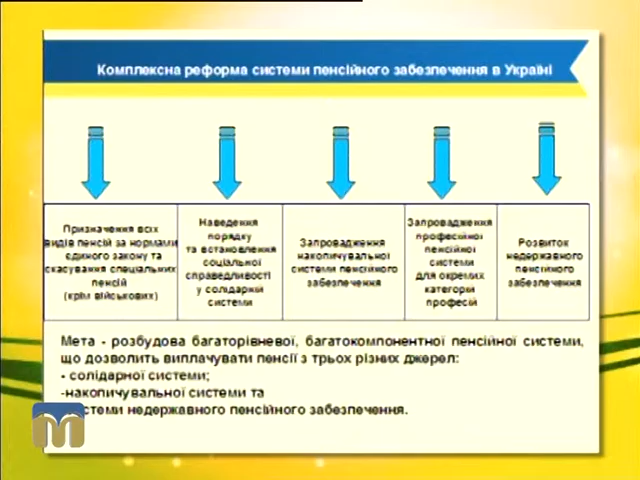 Комплексна реформа системи пенсійного забезпечення в Україні
Призначення всіх
видів пенсій за нормами
єдиного закону та
скасування спеціальних
пенсій
(крім військових)
Наведення
порядку
та встановлення
соціальної
справедливості
у солідарній
системі
Запровадження
накопичувальної
системи пенсійного
забезпечення
Запровадження
професійної
пенсійної
системи
для окремих
категорій
професій
Розвиток
недержавного
пенсійного
забезпечення
Мета - розбудова багаторівневої, багатокомпонентної пенсійної системи,
що дозволить виплачувати пенсії з трьох різних джерел:
- солідарної системи;
-накопичувальної системи та
недержавного пенсійного забезпечення.